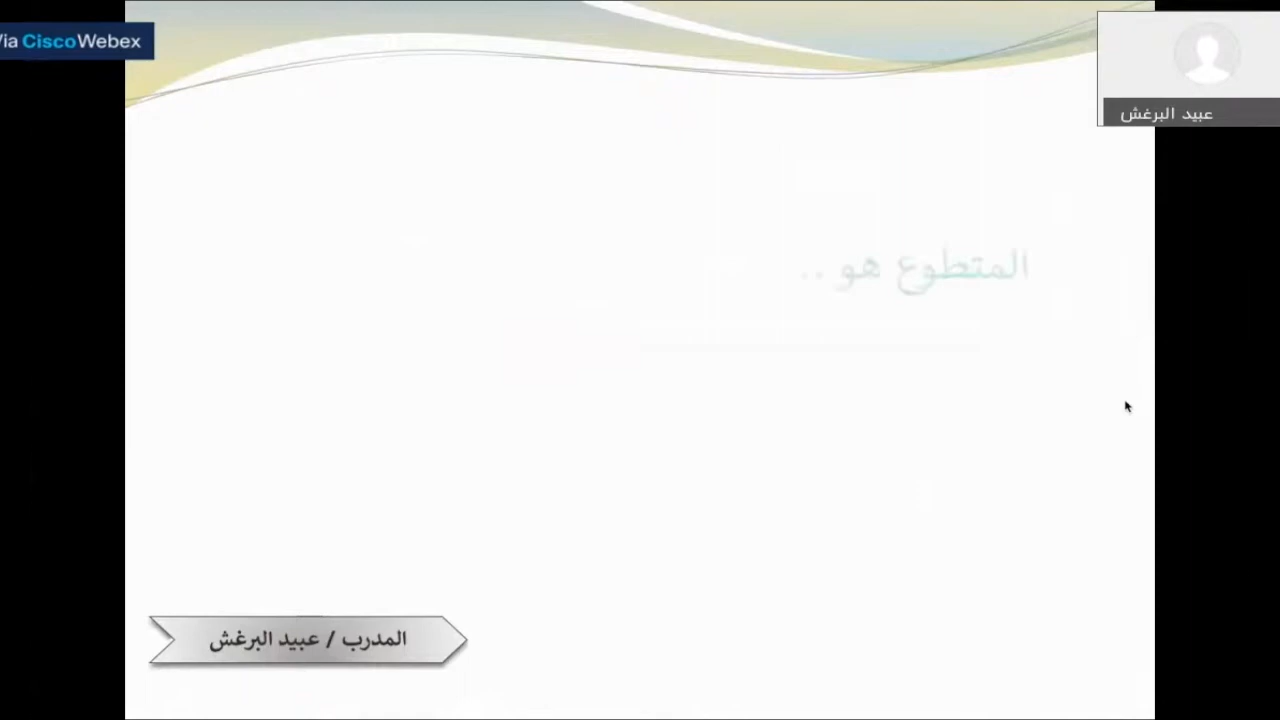 Via CiscoWebex
عبيد البرغش
المتطوع هو ..
المدرب / عبيد البرغش